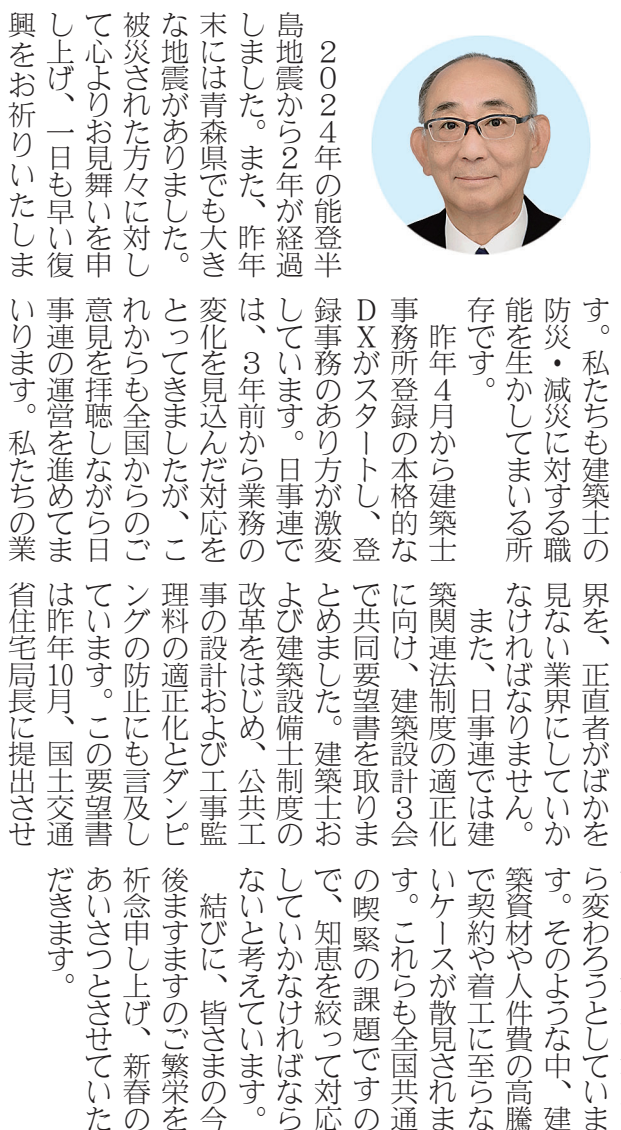 ２０２４年の能登半
島地震から２年が経過
しました。また、昨年
末には青森県でも大き
な地震がありました。
被災された方々に対し
て心よりお見舞いを申
し上げ、一日も早い復
興をお祈りいたしま
す。私たちも建築士の
防災・減災に対する職
能を生かしてまいる所
存です。
　昨年４月から建築士
事務所登録の本格的な
ＤＸがスタートし、登
録事務のあり方が激変
しています。日事連で
は、３年前から業務の
変化を見込んだ対応を
とってきましたが、こ
れからも全国からのご
意見を拝聴しながら日
事連の運営を進めてま
いります。私たちの業
界を、正直者がばかを
見ない業界にしていか
なければなりません。
　また、日事連では建
築関連法制度の適正化
に向け、建築設計３会
で共同要望書を取りま
とめました。建築士お
よび建築設備士制度の
改革をはじめ、公共工
事の設計および工事監
理料の適正化とダンピ
ングの防止にも言及し
ています。この要望書
は昨年10月、国土交通
省住宅局長に提出させ
ら変わろうとしていま
す。そのような中、建
築資材や人件費の高騰
で契約や着工に至らな
いケースが散見されま
す。これらも全国共通
の喫緊の課題ですの
で、知恵を絞って対応
していかなければなら
ないと考えています。
　結びに、皆さまの今
後ますますのご繁栄を
祈念申し上げ、新春の
あいさつとさせていた
だきます。